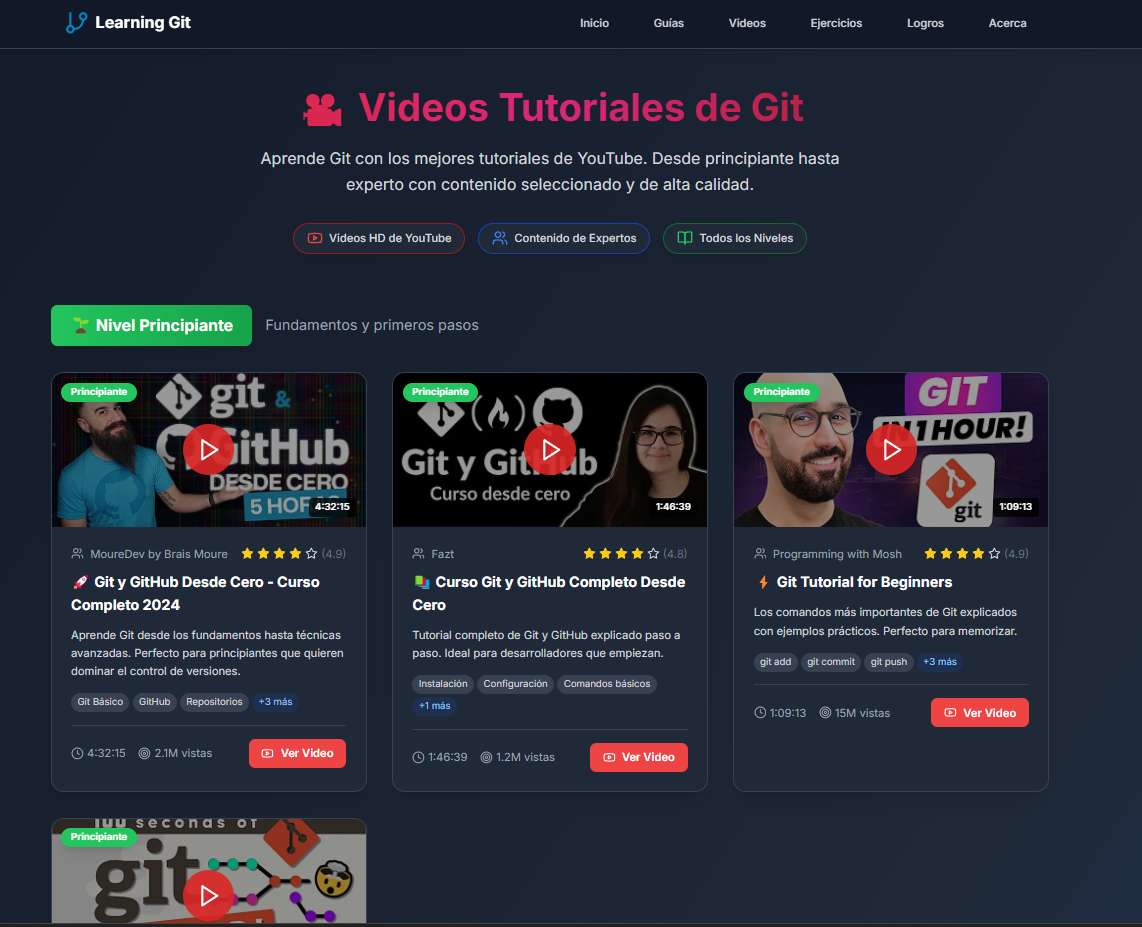 Learning Git
Inicio
Guías
Videos
Ejercicios
Logros
Acerca
Videos Tutoriales de Git
Aprende Git con los mejores tutoriales de YouTube. Desde principiante hasta
experto con contenido seleccionado y de alta calidad.
Videos HD de YouTube
Contenido de Expertos
Todos los Niveles
Nivel Principiante
Fundamentos y primeros pasos
Principiante
git &
GitHub
DESDE CERO
5
4:32:15
MoureDev by Brais Moure
(4.9)
Git y GitHub Desde Cero - Curso
Completo 2024
Aprende Git desde los fundamentos hasta técnicas
avanzadas. Perfecto para principiantes que quieren
dominar el control de versiones.
Git Básico
GitHub
Repositorios
+3 más
4:32:15
2.1M vistas
Ver Video
Principiante
Git y GitHub
Curso desde cero
1:46:39
Fazt
(4.8)
Curso Git y GitHub Completo Desde
Cero
Tutorial completo de Git y GitHub explicado paso a
paso. Ideal para desarrolladores que empiezan.
Instalación
Configuración
Comandos básicos
+1 más
1:46:39
1.2M vistas
Ver Video
Principiante
GIT
1 HOUR!
git
1:09:13
Programming with Mosh
(4.9)
Git Tutorial for Beginners
Los comandos más importantes de Git explicados
con ejemplos prácticos. Perfecto para memorizar.
git add
git commit
git push
+3 más
1:09:13
15M vistas
Ver Video
Principiante
seconds of
git